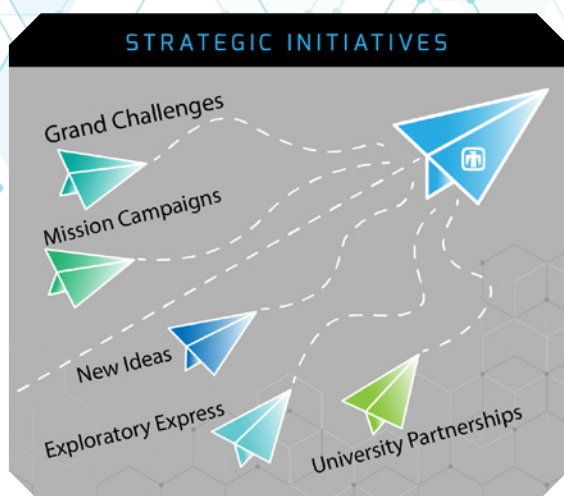 STRATEGIC INITIATIVES
Grand Challenges
Mission Campaigns
New Ideas
Exploratory Express
University Partnerships